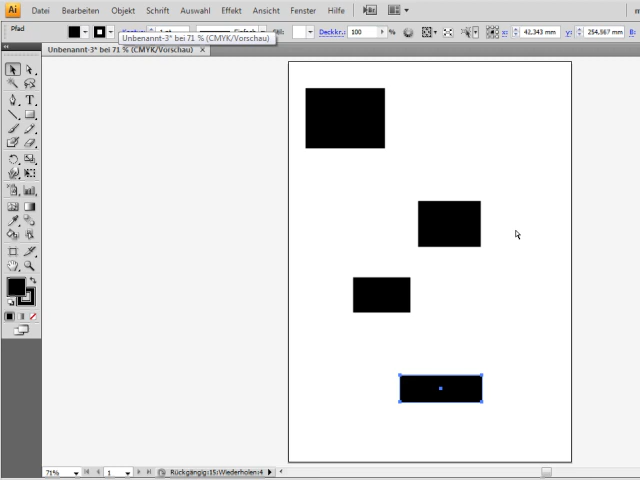 Ai Datei Bearbeiten Objekt Schrift Auswahl Effekt Ansicht Fenster Hilfe Br
Pfad
Deckkr.: 100 % x: 42,343 mm y: 254,567 mm B:
Unbenannt-3* bei 71 % (CMYK/Vorschau)
Unbenannt-3* bei 71 % (CMYK/Vorschau) ×
T
71% 1 Rückgängig:15:Wiederholen:4